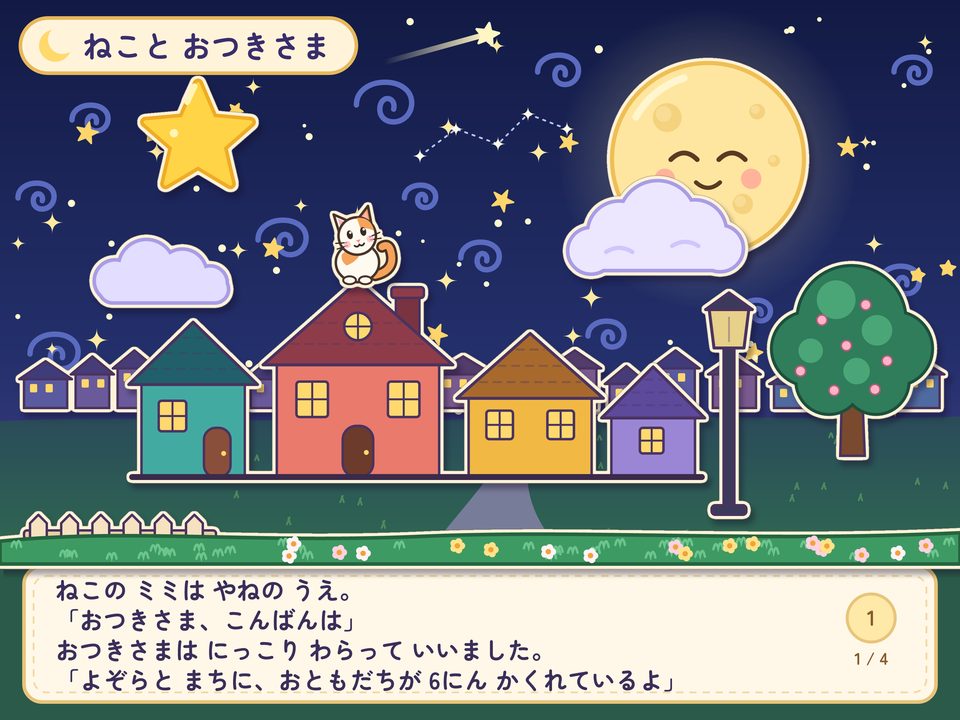 ねこと おつきさま
ねこの ミミは やねの うえ。
「おつきさま、こんばんは」
おつきさまは にっこり わらって いいました。
「よぞらと まちに、おともだちが 6にん かくれているよ」
1
1 / 4